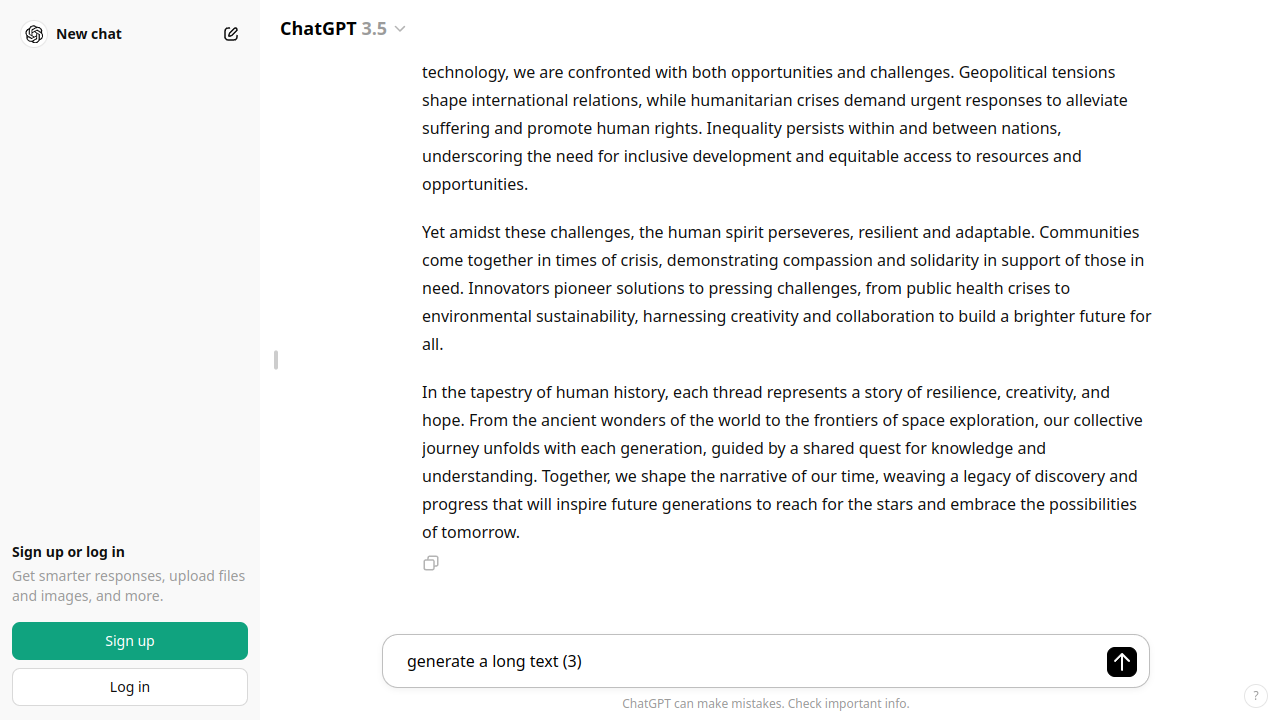 New chat
ChatGPT 3.5
technology, we are confronted with both opportunities and challenges. Geopolitical tensions
shape international relations, while humanitarian crises demand urgent responses to alleviate
suffering and promote human rights. Inequality persists within and between nations,
underscoring the need for inclusive development and equitable access to resources and
opportunities.
Yet amidst these challenges, the human spirit perseveres, resilient and adaptable. Communities
come together in times of crisis, demonstrating compassion and solidarity in support of those in
need. Innovators pioneer solutions to pressing challenges, from public health crises to
environmental sustainability, harnessing creativity and collaboration to build a brighter future for
all.
In the tapestry of human history, each thread represents a story of resilience, creativity, and
hope. From the ancient wonders of the world to the frontiers of space exploration, our collective
journey unfolds with each generation, guided by a shared quest for knowledge and
understanding. Together, we shape the narrative of our time, weaving a legacy of discovery and
progress that will inspire future generations to reach for the stars and embrace the possibilities
of tomorrow.
Sign up or log in
Get smarter responses, upload files
and images, and more.
Sign up
Log in
generate a long text (3)
ChatGPT can make mistakes. Check important info.
?